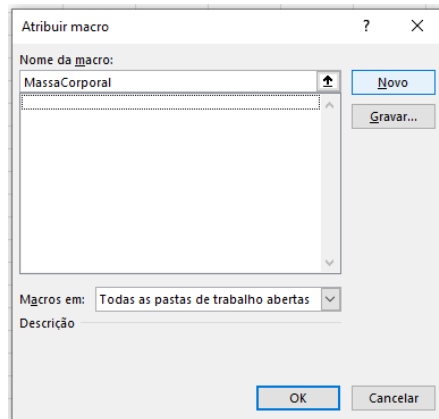 Atribuir macro ? X
Nome da macro:
MassaCorporal
Novo
Gravar...
Macros em: Todas as pastas de trabalho abertas
Descrição
OK Cancelar